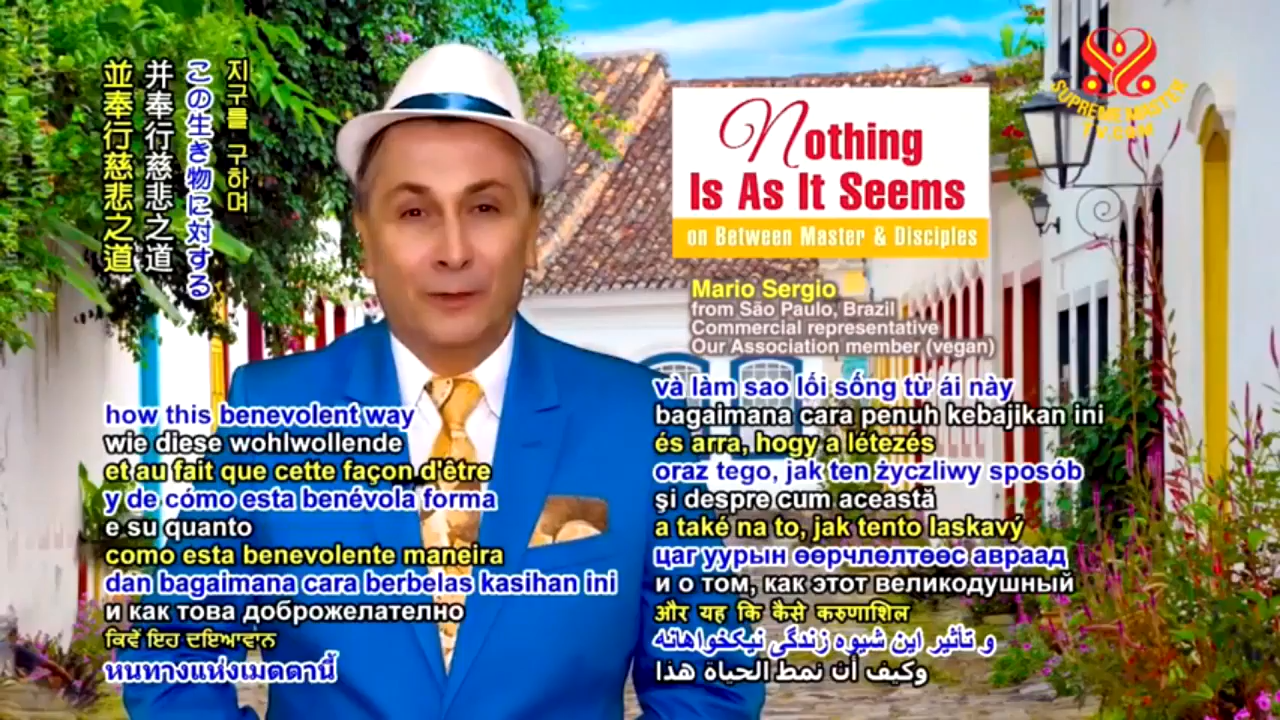 지구를 구하며
この生き物に対する
并奉行慈悲之道
並奉行慈悲之道
SUPREME MASTER
TV.COM
Nothing
Is As It Seems
on Between Master & Disciples
Mario Sergio
from São Paulo, Brazil
Commercial representative
Our Association member (vegan)
how this benevolent way
wie diese wohlwollende
et au fait que cette façon d'être
y de cómo esta benévola forma
e su quanto
como esta benevolente maneira
dan bagaimana cara berbelas kasihan ini
и как това доброжелателно
ਕਿਵੇਂ ਇਹ ਦਇਆਵਾਨ
หนทางแห่งเมตตานี้
và làm sao lối sống từ ái này
bagaimana cara penuh kebajikan ini
és arra, hogy a létezés
oraz tego, jak ten życzliwy sposób
şi despre cum această
a také na to, jak tento laskavý
цаг уурын өөрчлөлтөөс авраад
и о том, как этот великодушный
और यह कि कैसे करुणाशिल
و تأثیر این شیوه زندگی نیکخواهانه
وكيف أن نمط الحياة هذا